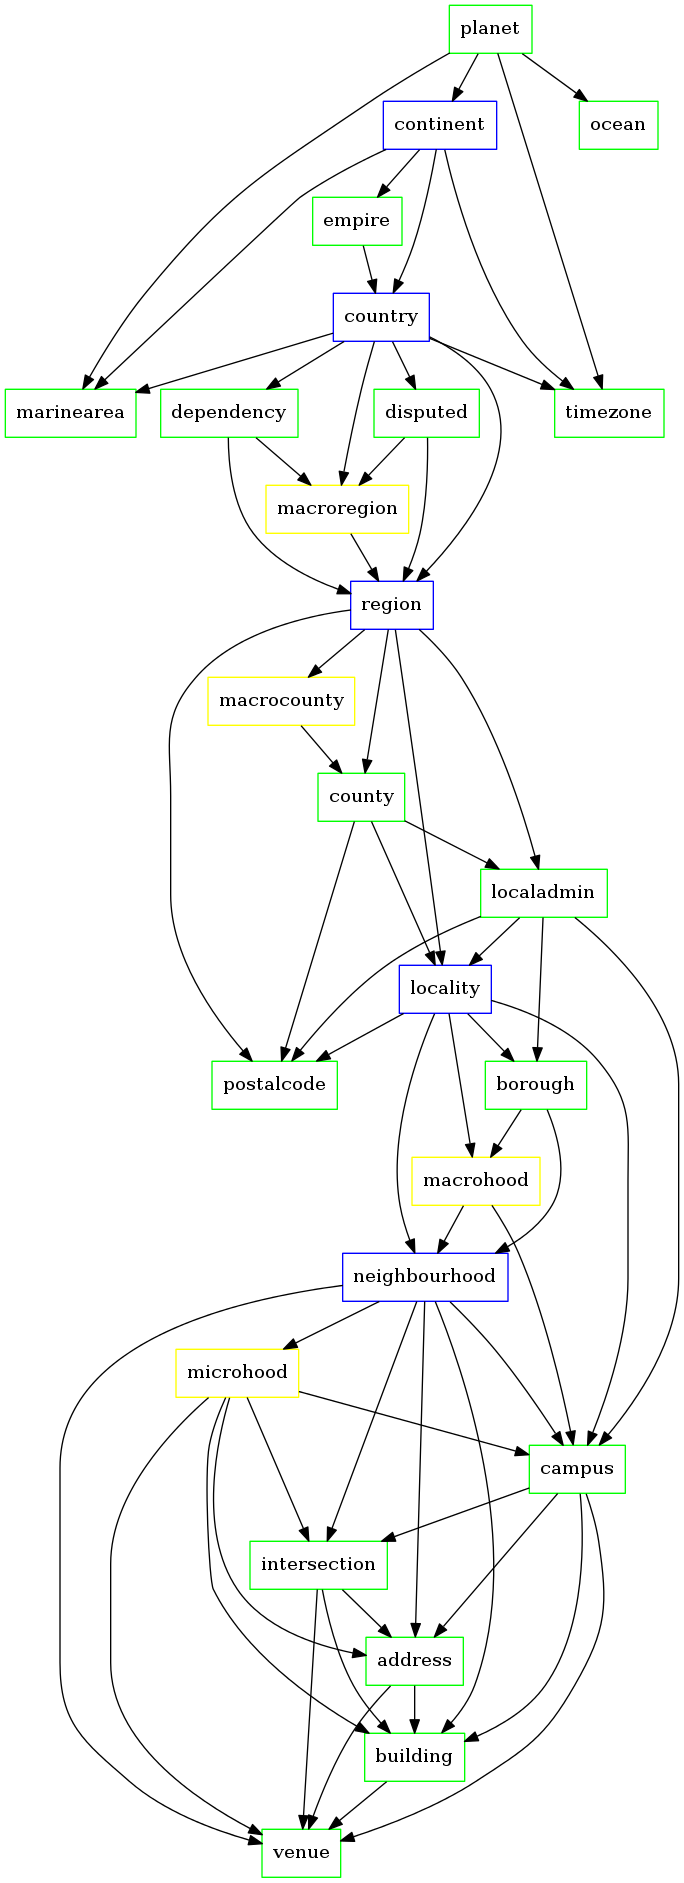 planet
continent
ocean
empire
country
marinearea
dependency
disputed
timezone
macroregion
region
macrocounty
county
localadmin
locality
postalcode
borough
macrohood
neighbourhood
microhood
campus
intersection
address
building
venue